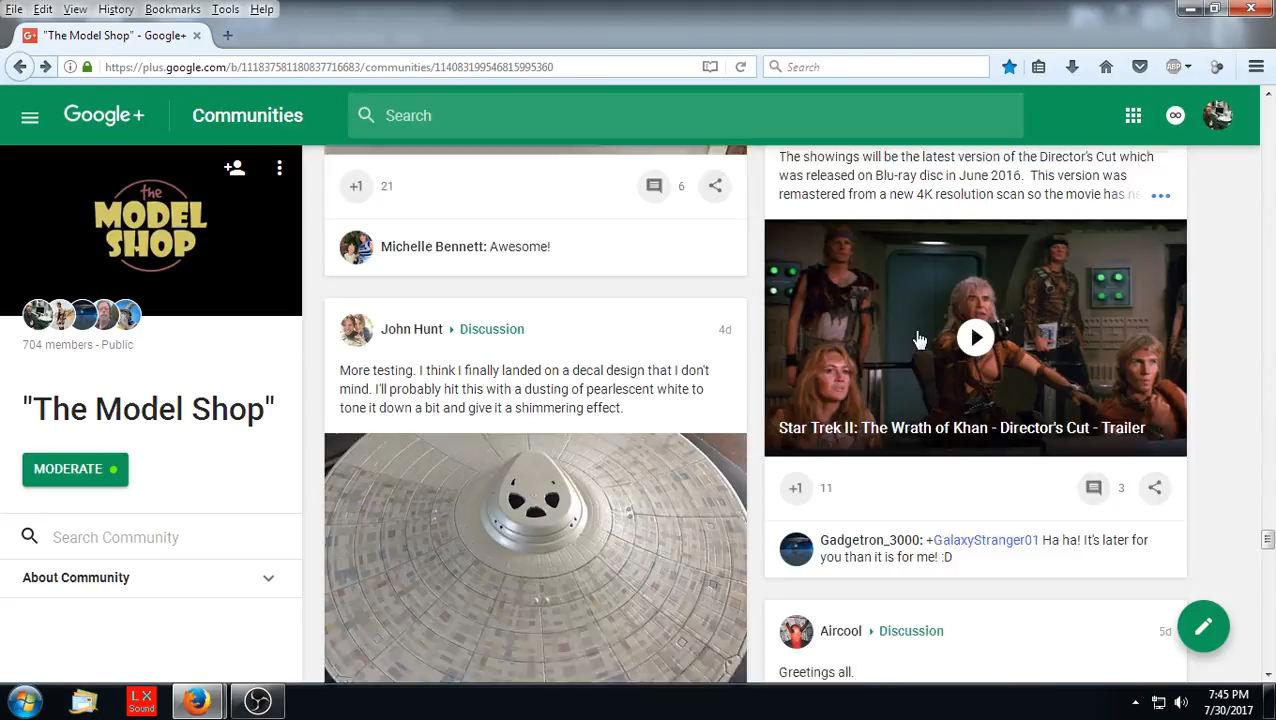 File Edit View History Bookmarks Tools Help
"The Model Shop" - Google+
https://plus.google.com/b/111837581180837716683/communities/114083199546815995360
Search
ABP
Google+
Communities
Search
the
MODEL
SHOP
704 members - Public
"The Model Shop"
MODERATE
Search Community
About Community
+1 21
6
Michelle Bennett: Awesome!
John Hunt Discussion
4d
More testing. I think I finally landed on a decal design that I don't
mind. I'll probably hit this with a dusting of pearlescent white to
tone it down a bit and give it a shimmering effect.
The showings will be the latest version of the Director's Cut which
was released on Blu-ray disc in June 2016. This version was
remastered from a new 4K resolution scan so the movie has
Star Trek II: The Wrath of Khan - Director's Cut - Trailer
+1 11
3
Gadgetron_3000: +GalaxyStranger01 Ha ha! It's later for
you than it is for me! :D
Aircool Discussion
5d
Greetings all.
LX
Sound
7:45 PM
7/30/2017